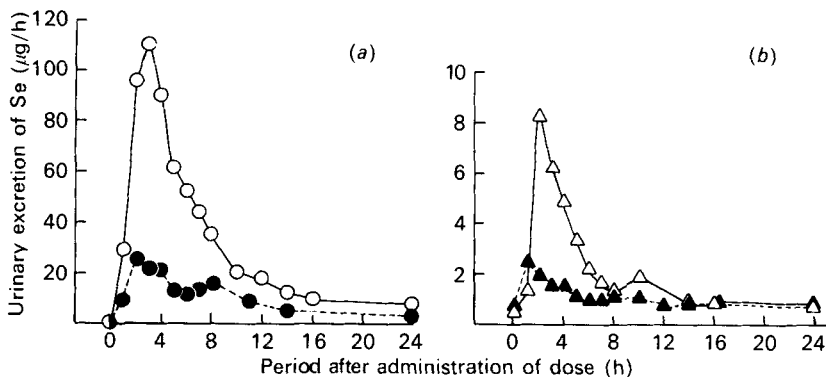 Urinary excretion of Se (µg/h)
120
100
80
60
40
20
0 4 8 12 16 20 24
(a)
10
8
6
4
2
0 4 8 12 16 20 24
(b)
Period after administration of dose (h)